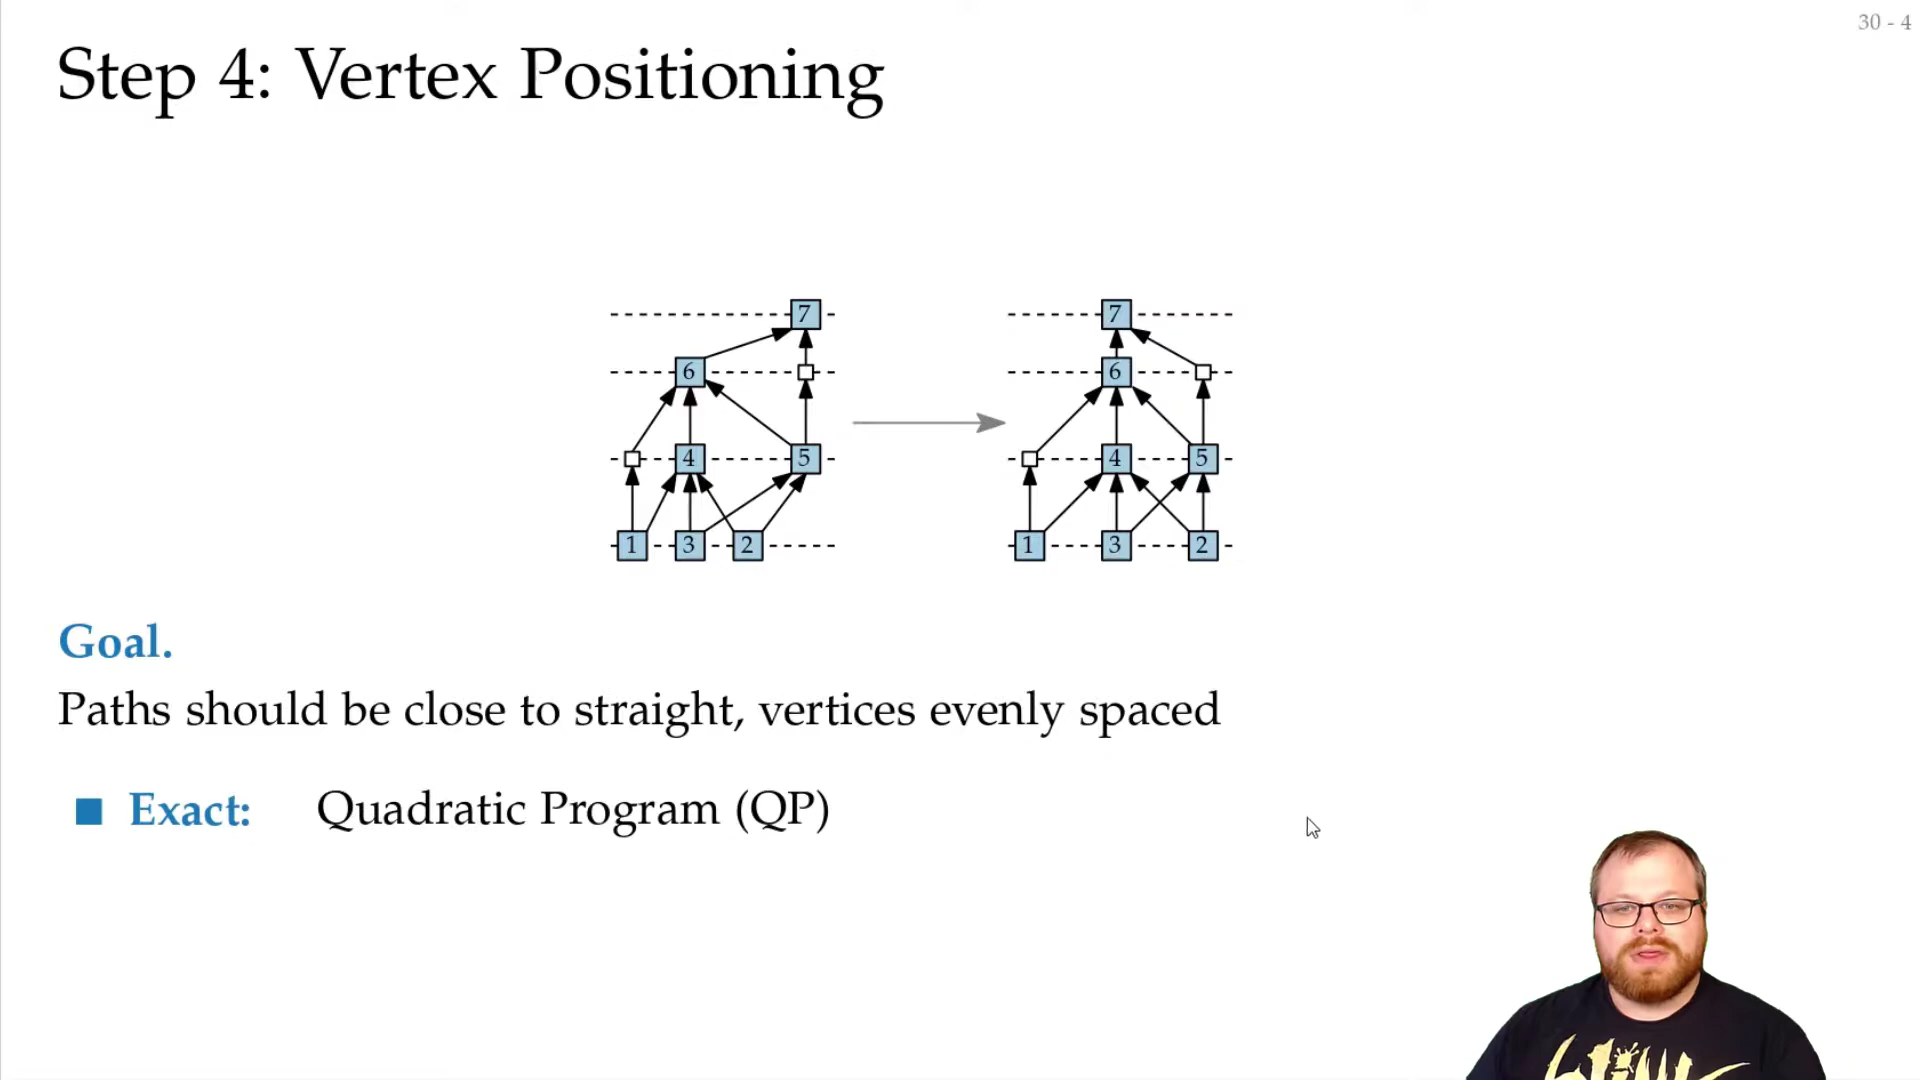 30 - 4
Step 4: Vertex Positioning
7
7
6
6
4
5
4
5
1
3
2
1
3
2
Goal.
Paths should be close to straight, vertices evenly spaced
Exact: Quadratic Program (QP)